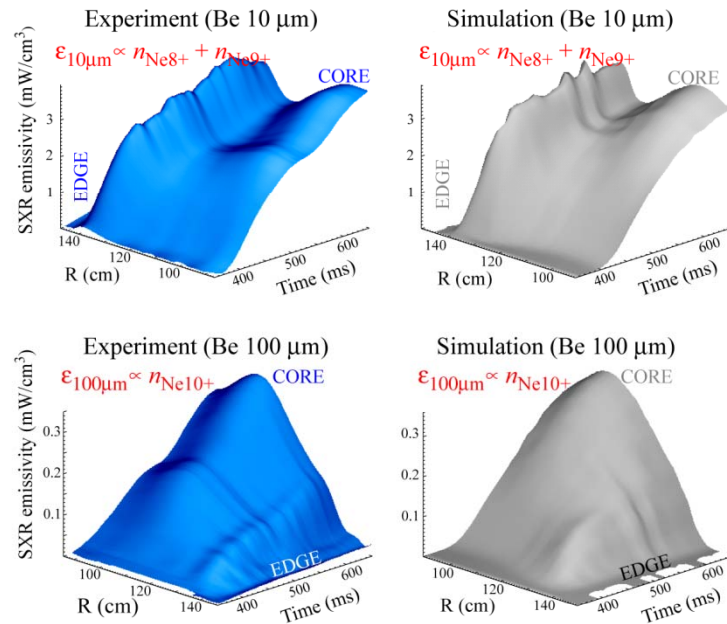 Experiment (Be 10 μm)
ε10μm ∝ nNe8+ + nNe9+
CORE
SXR emissivity (mW/cm³)
3
2
1
EDGE
140
120
100
R (cm)
400
500
600
Time (ms)
Simulation (Be 10 μm)
ε10μm ∝ nNe8+ + nNe9+
CORE
3
2
1
EDGE
140
120
100
R (cm)
400
500
600
Time (ms)
Experiment (Be 100 μm)
ε100μm ∝ nNe10+
CORE
SXR emissivity (mW/cm³)
0.3
0.2
0.1
EDGE
100
120
140
R (cm)
400
500
600
Time (ms)
Simulation (Be 100 μm)
ε100μm ∝ nNe10+
CORE
0.3
0.2
0.1
EDGE
100
120
140
R (cm)
400
500
600
Time (ms)